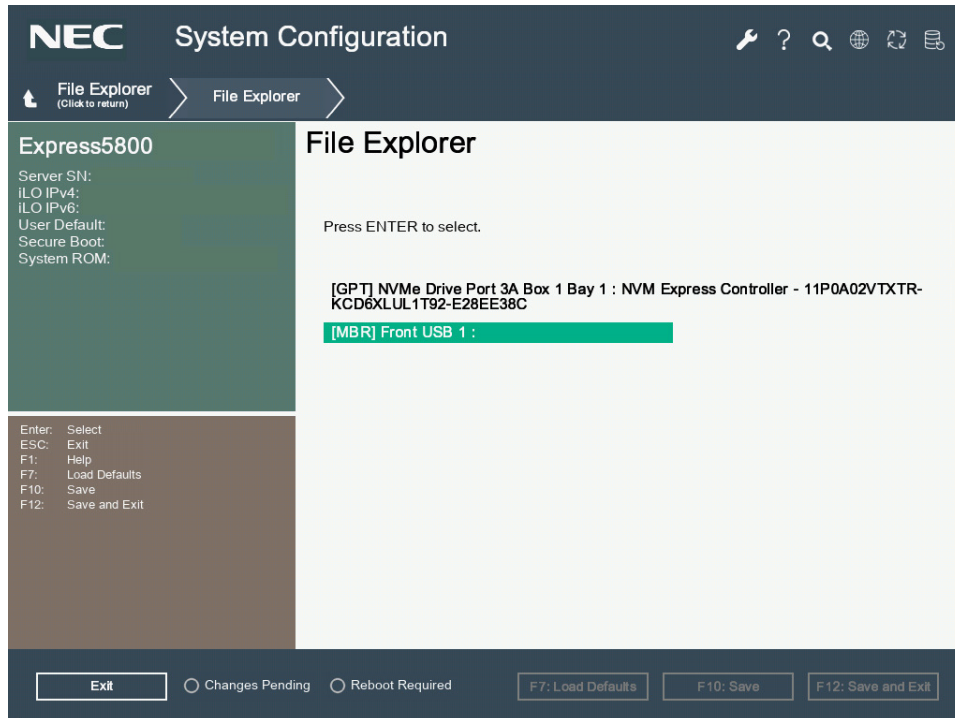 NEC System Configuration
?
File Explorer
(Click to return)
File Explorer
Express5800
Server SN:
iLO IPv4:
iLO IPv6:
User Default:
Secure Boot:
System ROM:
File Explorer
Press ENTER to select.
[GPT] NVMe Drive Port 3A Box 1 Bay 1 : NVM Express Controller - 11P0A02VTXTR-
KCD6XLUL1T92-E28EE38C
[MBR] Front USB 1 :
Enter: Select
ESC: Exit
F1: Help
F7: Load Defaults
F10: Save
F12: Save and Exit
Exit
Changes Pending
Reboot Required
F7: Load Defaults
F10: Save
F12: Save and Exit